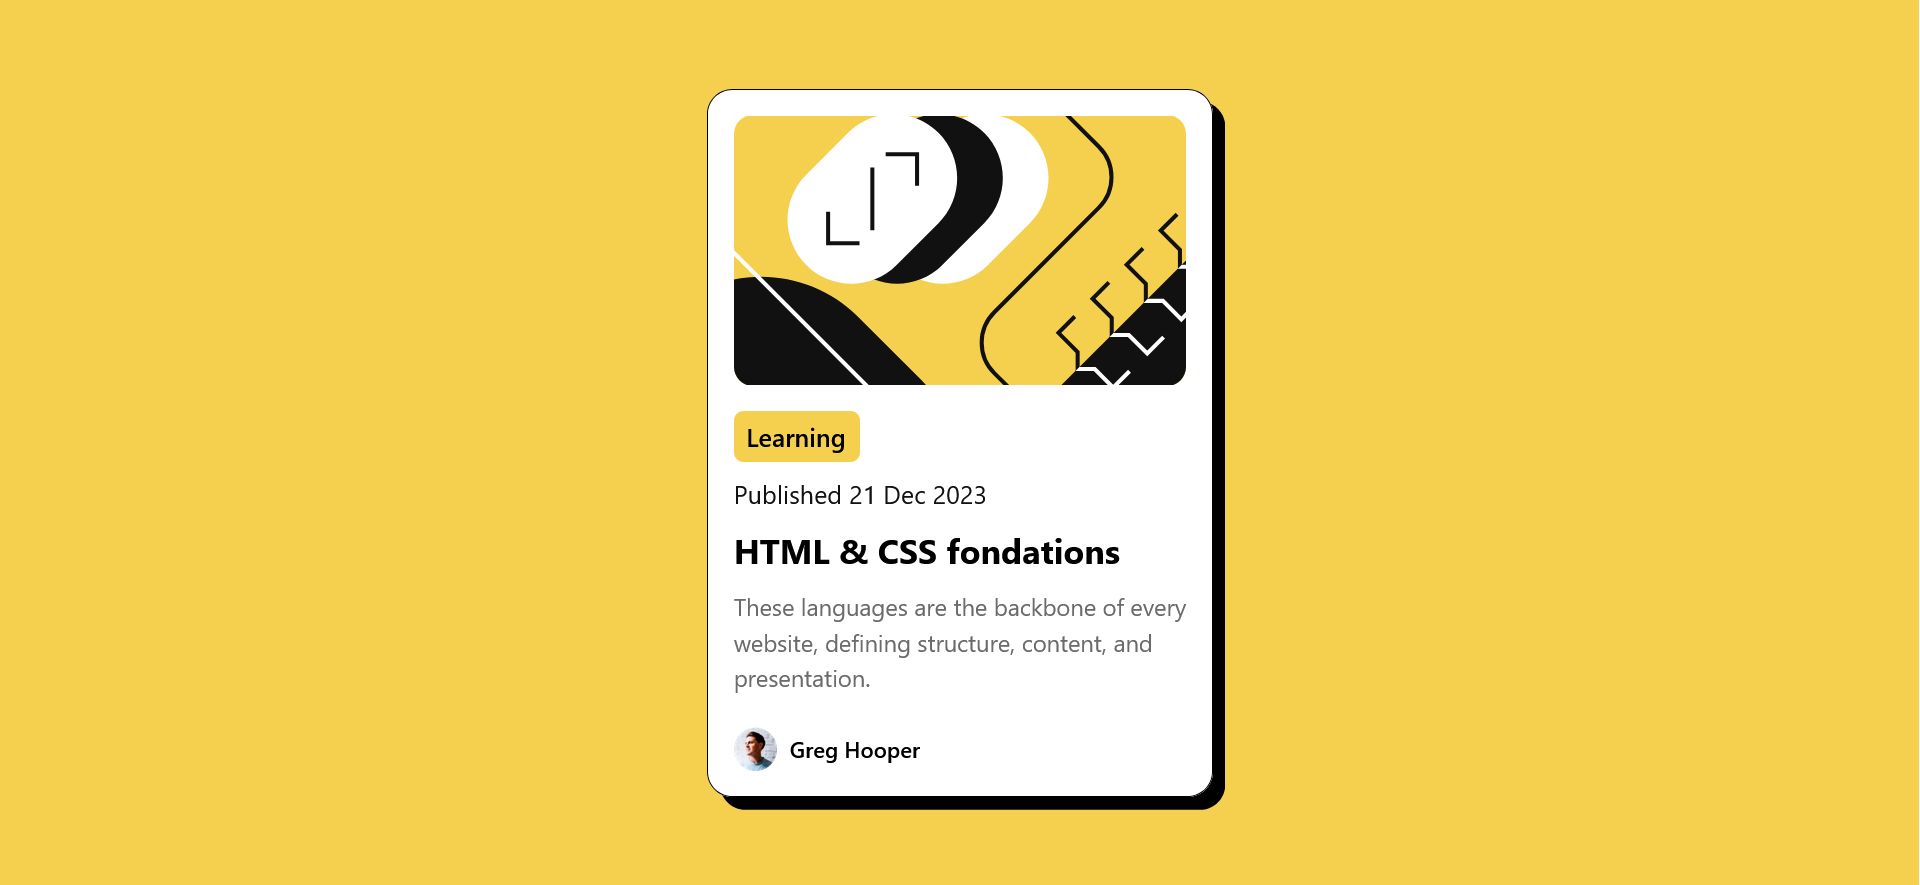 Learning
Published 21 Dec 2023
HTML & CSS fondations
These languages are the backbone of every
website, defining structure, content, and
presentation.
Greg Hooper